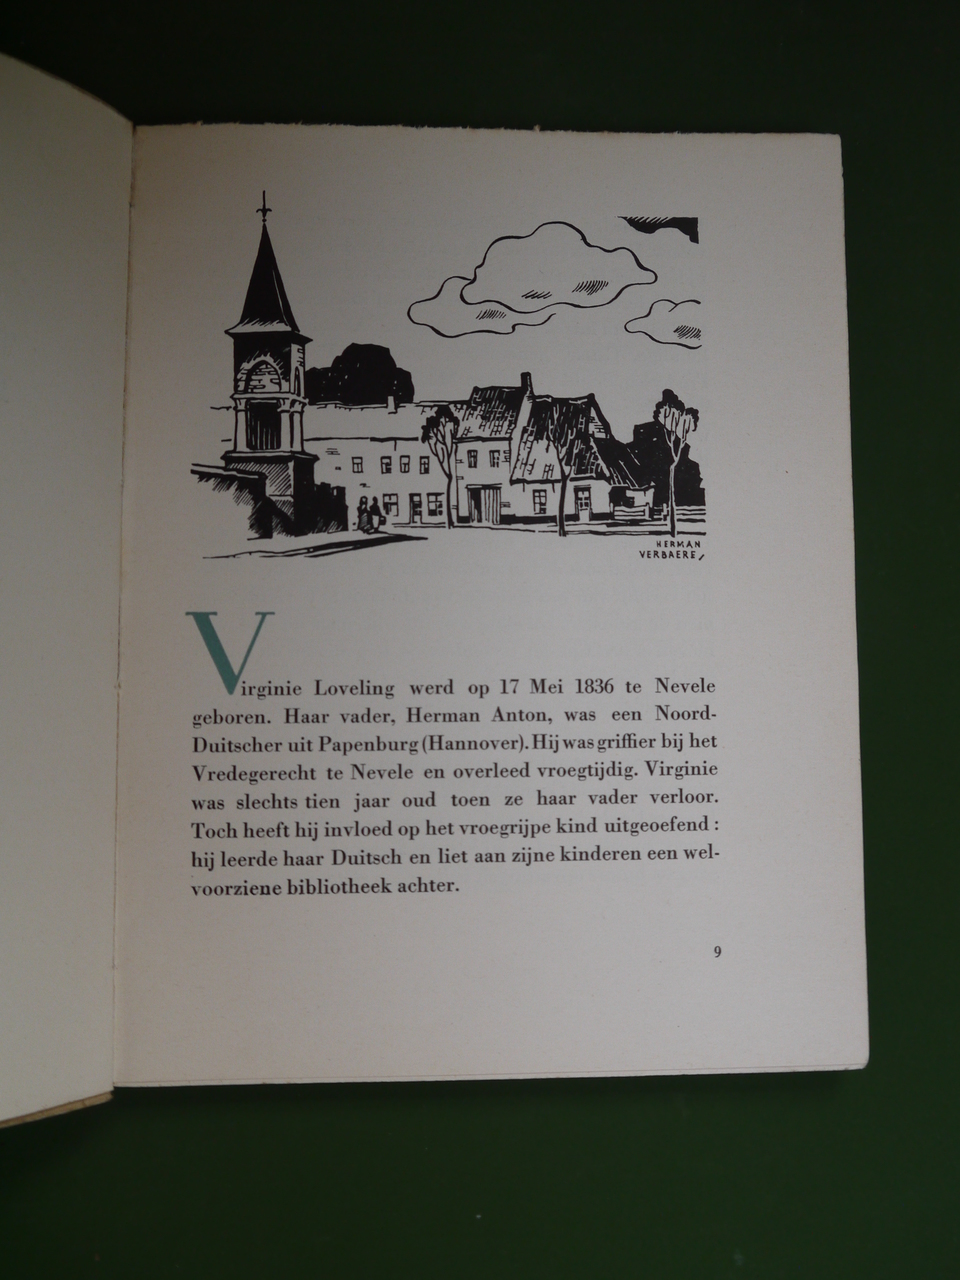 HERMAN
VERBAERE
Virginie Loveling werd op 17 Mei 1836 te Nevele
geboren. Haar vader, Herman Anton, was een Noord-
Duitscher uit Papenburg (Hannover). Hij was griffier bij het
Vredegerecht te Nevele en overleed vroegtijdig. Virginie
was slechts tien jaar oud toen ze haar vader verloor.
Toch heeft hij invloed op het vroegrijpe kind uitgeoefend :
hij leerde haar Duitsch en liet aan zijne kinderen een wel-
voorziene bibliotheek achter.
9